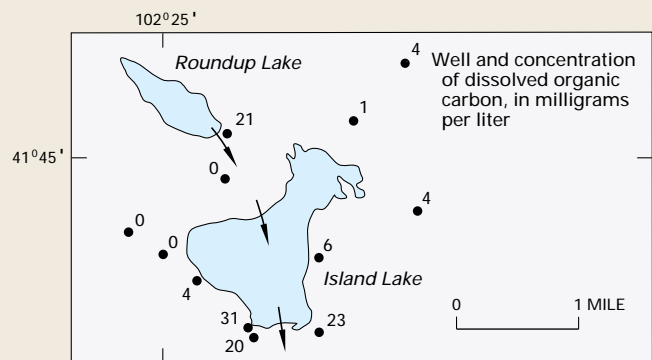 102°25'
Roundup Lake
4
Well and concentration
of dissolved organic
carbon, in milligrams
per liter
1
21
41°45'
0
4
0
0
6
Island Lake
4
0
1 MILE
31
23
20